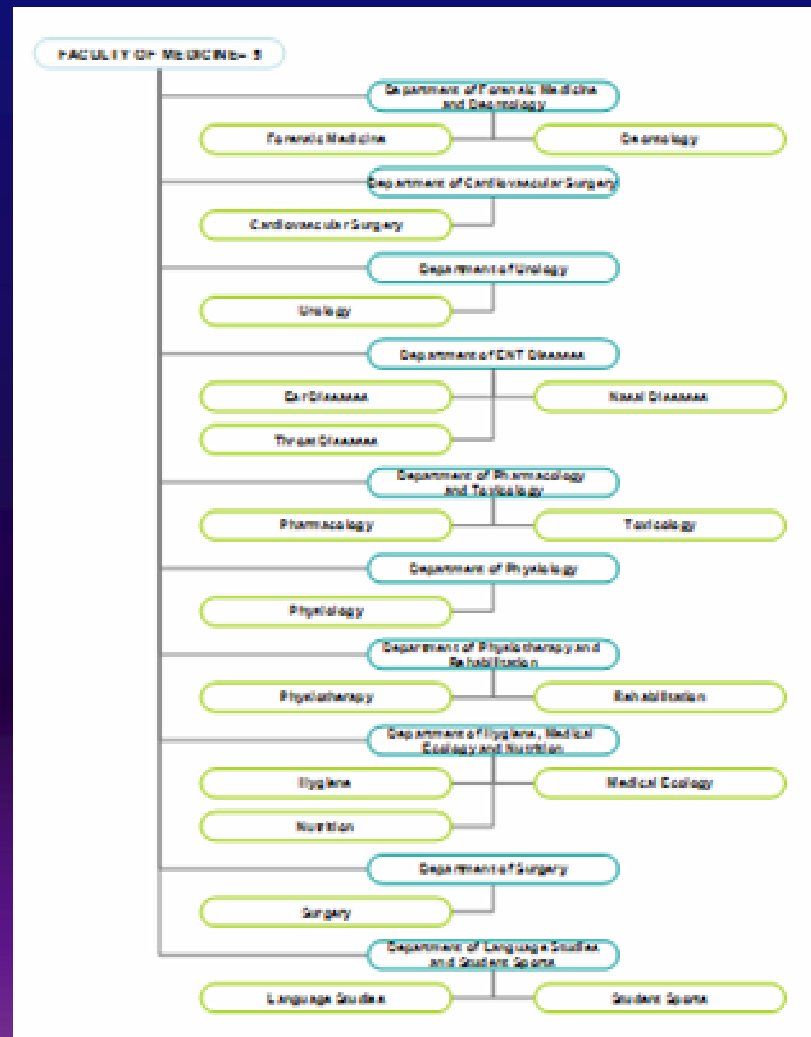 FACULTY OF MEDICINE– 3
Department of Forensic Medicine
and Deontology
Forensic Medicine
Deontology
Department of Cardiovascular Surgery
Cardiovascular Surgery
Department of Urology
Urology
Department of ENT Diseases
Ear Diseases
Nasal Diseases
Throat Diseases
Department of Pharmacology
and Toxicology
Pharmacology
Toxicology
Department of Physiology
Physiology
Department of Physiotherapy and
Rehabilitation
Physiotherapy
Rehabilitation
Department of Hygiene, Medical
Ecology and Nutrition
Hygiene
Medical Ecology
Nutrition
Department of Surgery
Surgery
Department of Language Studies
and Student Sports
Language Studies
Student Sports